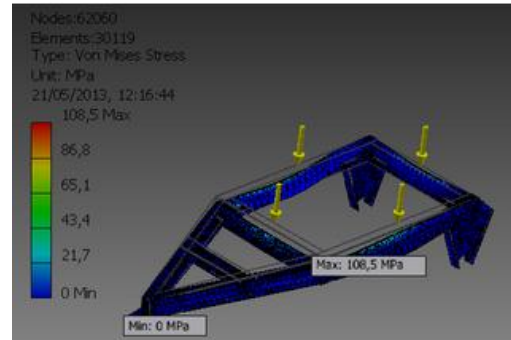 Nodes:62060
Elements:30119
Type: Von Mises Stress
Unit: MPa
21/05/2013, 12:16:44
108,5 Max
86,8
65,1
43,4
21,7
0 Min
Max: 108,5 MPa
Min: 0 MPa